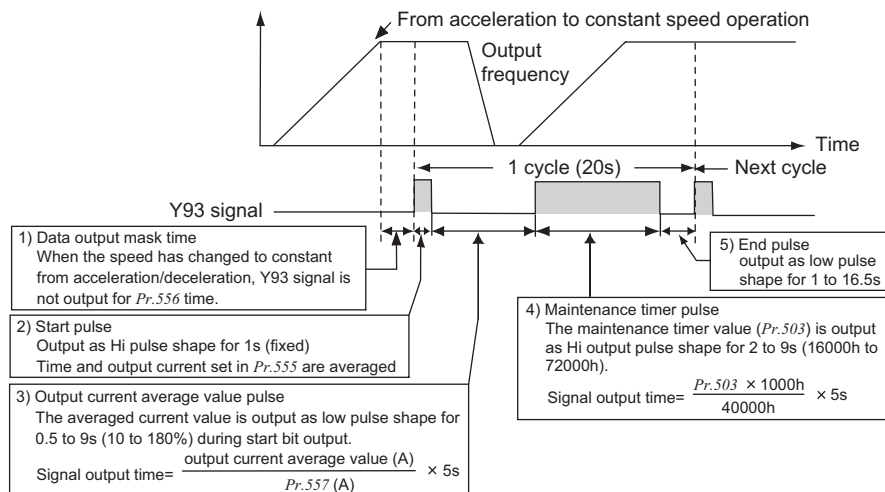 From acceleration to constant speed operation
Output
frequency
Time
1 cycle (20s)
Next cycle
Y93 signal
1) Data output mask time
When the speed has changed to constant
from acceleration/deceleration, Y93 signal is
not output for Pr.556 time.
2) Start pulse
Output as Hi pulse shape for 1s (fixed)
Time and output current set in Pr.555 are averaged
3) Output current average value pulse
The averaged current value is output as low pulse shape for
0.5 to 9s (10 to 180%) during start bit output.
Signal output time= output current average value (A) / Pr.557 (A) × 5s
5) End pulse
output as low pulse
shape for 1 to 16.5s
4) Maintenance timer pulse
The maintenance timer value (Pr.503) is output
as Hi output pulse shape for 2 to 9s (16000h to
72000h).
Signal output time= Pr.503 × 1000h / 40000h × 5s